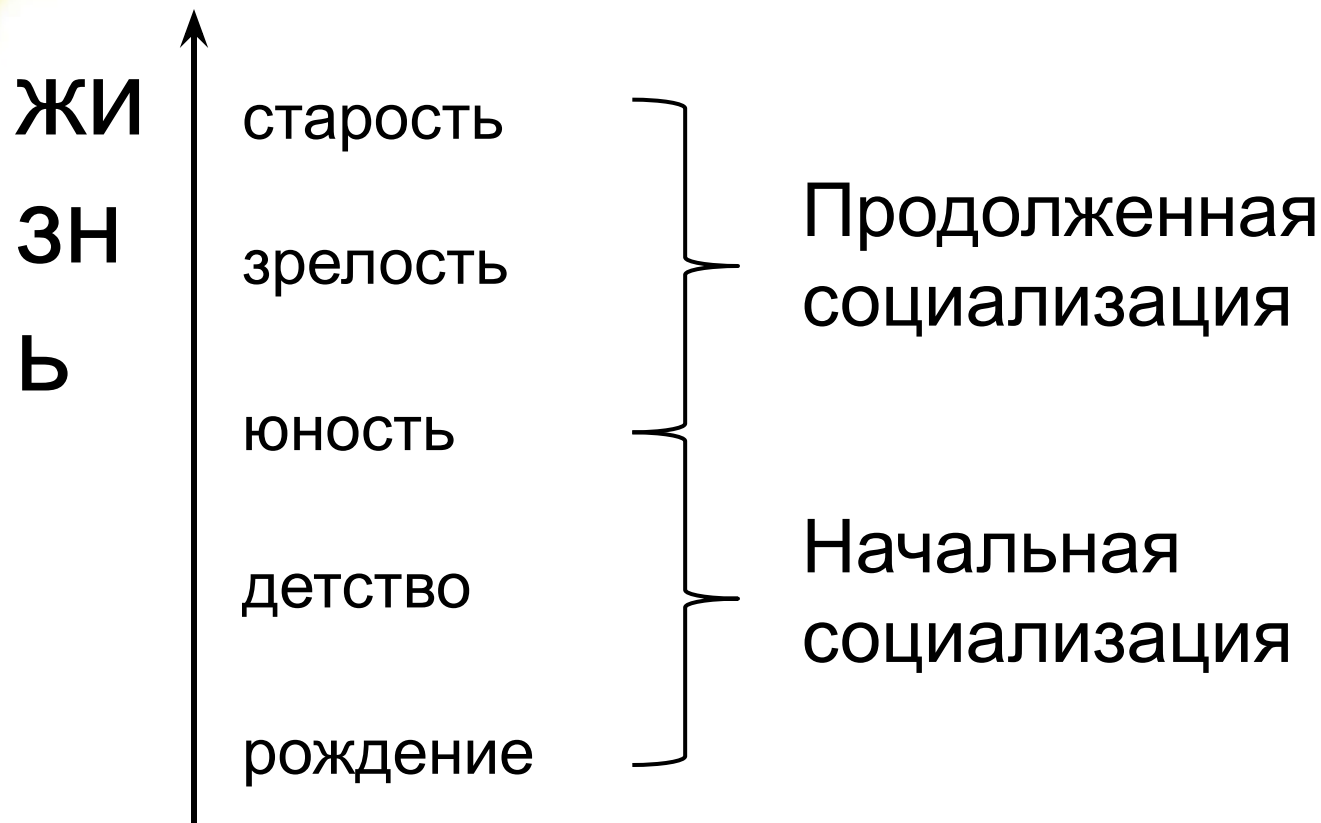 жи
зн
ь
старость
зрелость
юность
детство
рождение
Продолженная
социализация
Начальная
социализация